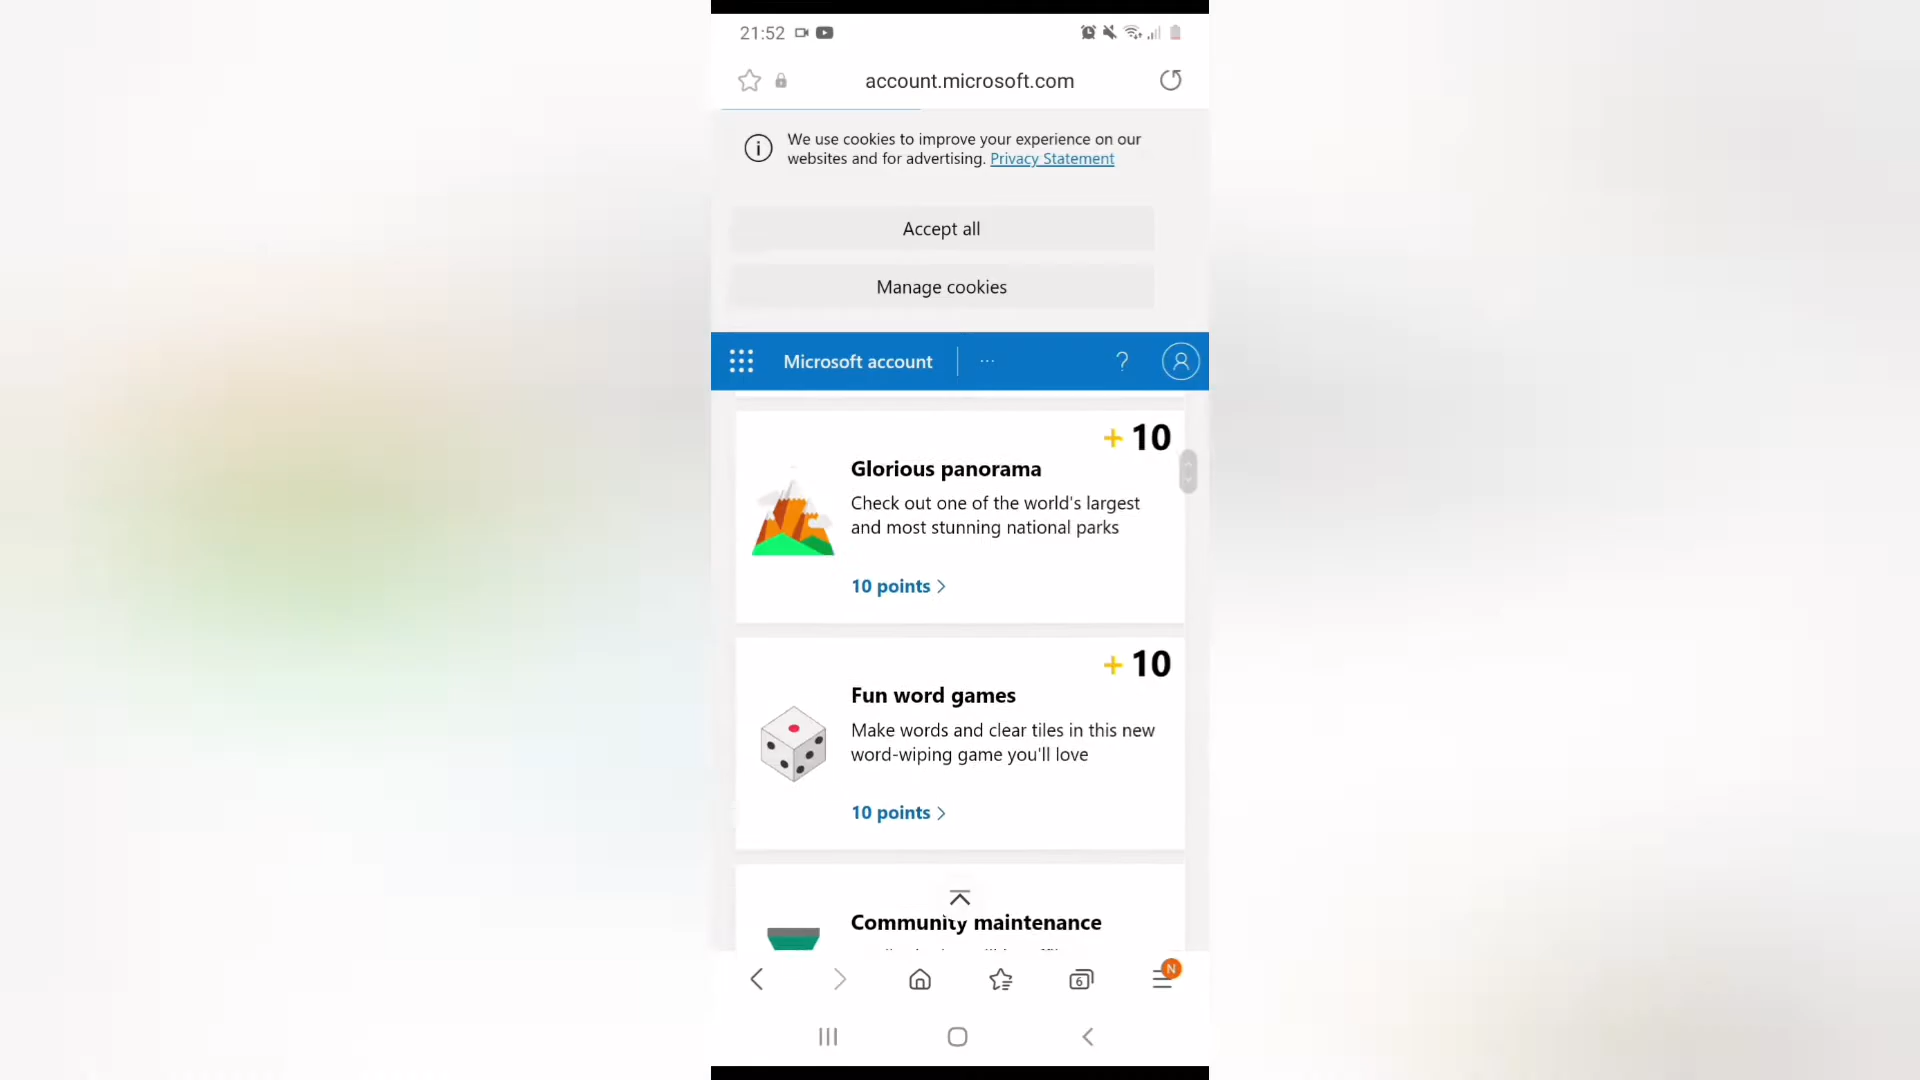 21:52
account.microsoft.com
We use cookies to improve your experience on our
websites and for advertising. Privacy Statement
Accept all
Manage cookies
Microsoft account
...
?
+ 10
Glorious panorama
Check out one of the world's largest
and most stunning national parks
10 points >
+ 10
Fun word games
Make words and clear tiles in this new
word-wiping game you'll love
10 points >
Community maintenance
6
N